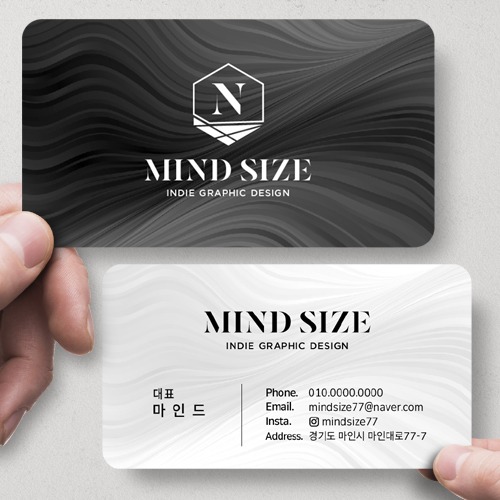 N
MIND SIZE
INDIE GRAPHIC DESIGN
MIND SIZE
INDIE GRAPHIC DESIGN
대표
마 인 드
Phone. 010.0000.0000
Email. mindsize77@naver.com
Insta. mindsize77
Address. 경기도 마인시 마인대로77-7